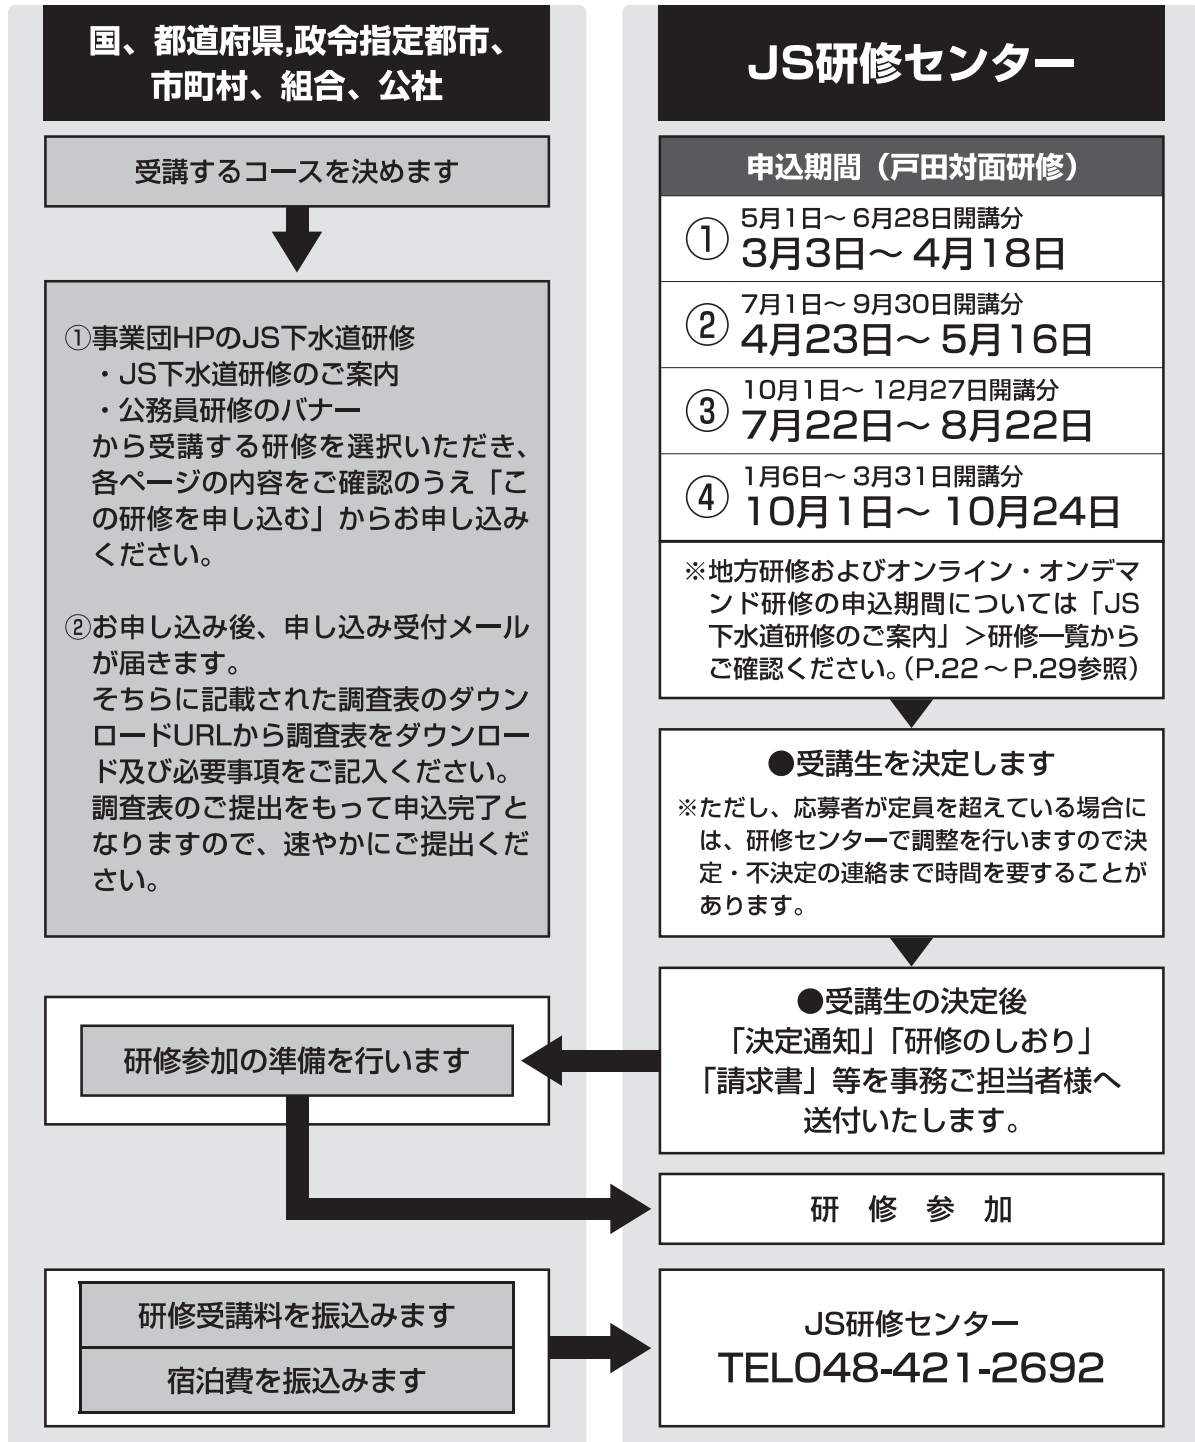 国、都道府県,政令指定都市、
市町村、組合、公社
受講するコースを決めます
①事業団HPのJS下水道研修
・JS下水道研修のご案内
・公務員研修のバナー
から受講する研修を選択いただき、
各ページの内容をご確認のうえ「こ
の研修を申し込む」からお申し込み
ください。
②お申し込み後、申し込み受付メール
が届きます。
そちらに記載された調査表のダウン
ロードURLから調査表をダウンロー
ド及び必要事項をご記入ください。
調査表のご提出をもって申込完了と
なりますので、速やかにご提出くだ
さい。
研修参加の準備を行います
研修受講料を振込みます
宿泊費を振込みます
JS研修センター
申込期間（戸田対面研修）
① 5月1日～6月28日開講分
3月3日～4月18日
② 7月1日～9月30日開講分
4月23日～5月16日
③ 10月1日～12月27日開講分
7月22日～8月22日
④ 1月6日～3月31日開講分
10月1日～10月24日
※地方研修およびオンライン・オンデマ
ンド研修の申込期間については「JS
下水道研修のご案内」＞研修一覧から
ご確認ください。（P.22～P.29参照）
●受講生を決定します
※ただし、応募者が定員を超えている場合に
は、研修センターで調整を行いますので決
定・不決定の連絡まで時間を要することが
あります。
●受講生の決定後
「決定通知」「研修のしおり」
「請求書」等を事務ご担当者様へ
送付いたします。
研　修　参　加
JS研修センター
TEL048-421-2692